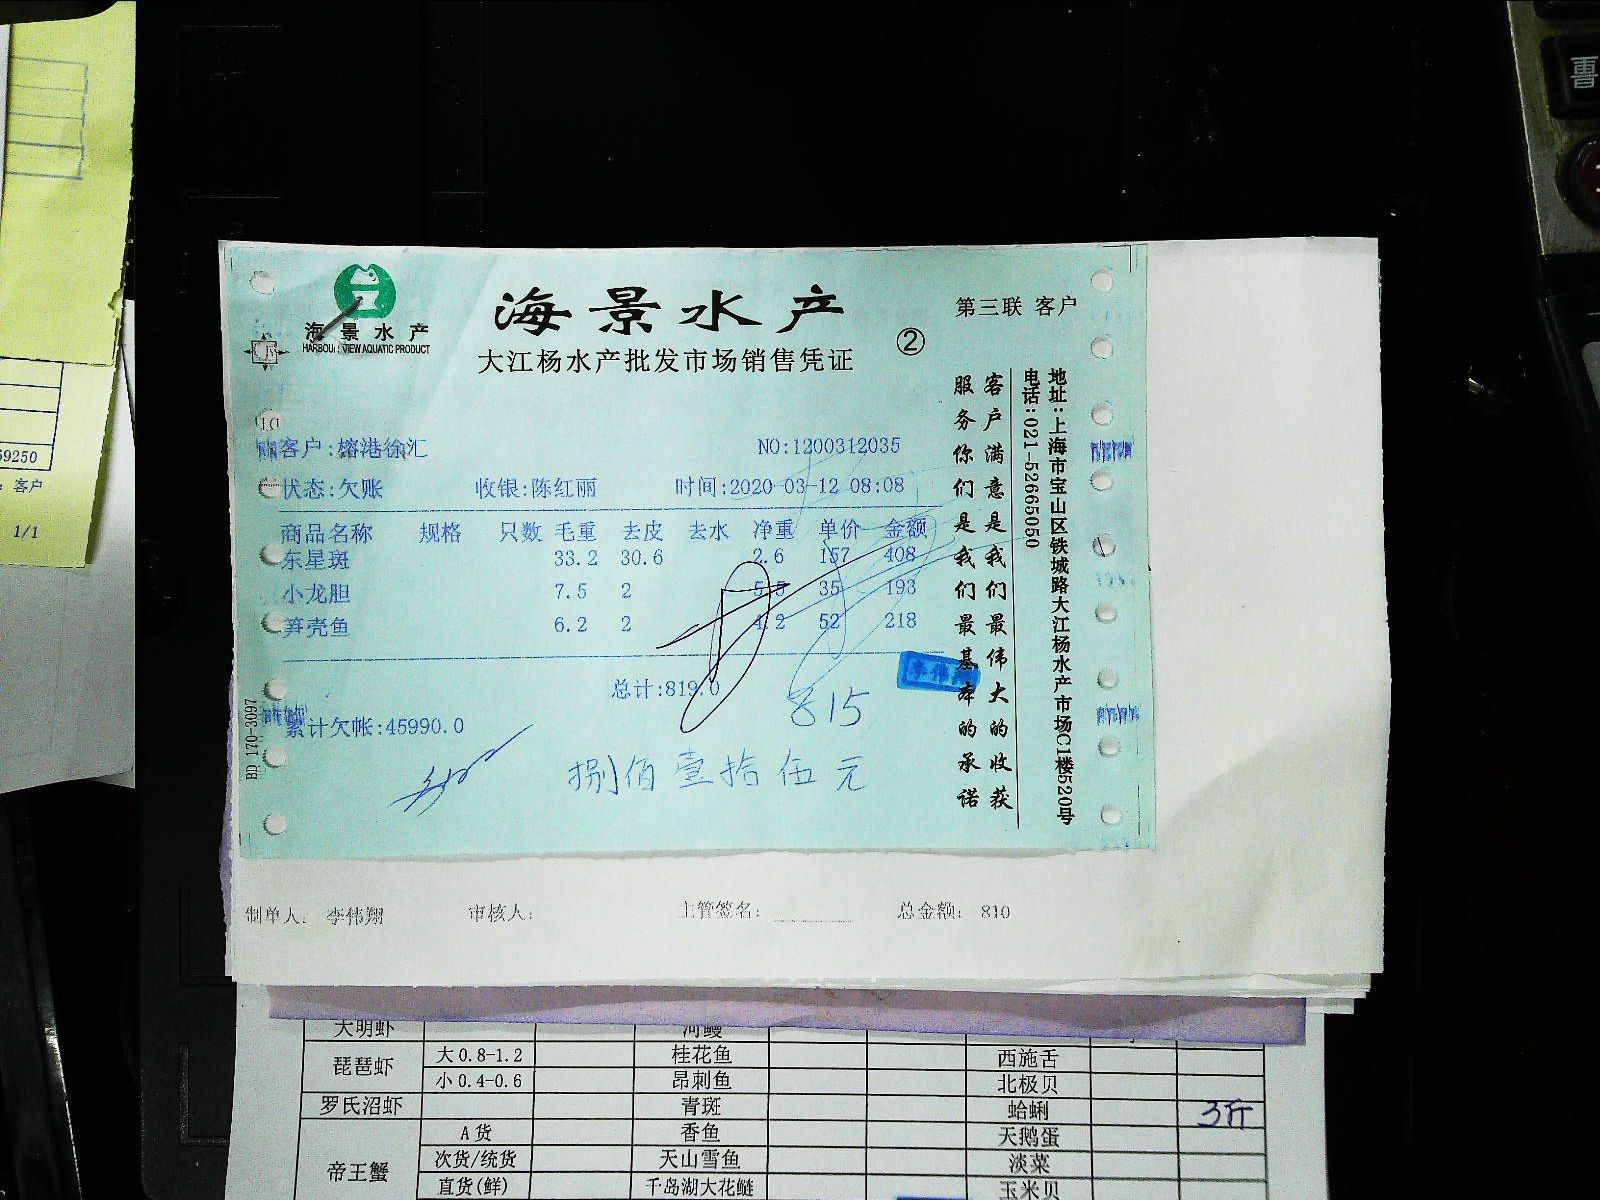 海景水产
HARBOUR VIEW AQUATIC PRODUCT
海景水产
大江杨水产批发市场销售凭证
②
第三联 客户
客户:榕港徐汇 NO:1200312035
状态:欠账 收银:陈红丽 时间:2020-03-12 08:08
商品名称 规格 只数 毛重 去皮 去水 净重 单价 金额
东星斑 33.2 30.6 2.6 157 408
小龙胆 7.5 2 5.5 35 193
笋壳鱼 6.2 2 4.2 52 218
总计:819.0
815
累计欠帐:45990.0
捌佰壹拾伍元
客户满意是我们最伟大的收获
服务你们是我们最基本的承诺
地址:上海市宝山区铁城路大江杨水产市场C1楼520号
电话:021-52665050
BD 170-3097
制单人: 李伟翔 审核人: 主管签名: 总金额: 810
大明虾 河鳗
琵琶虾 大0.8-1.2 桂花鱼 西施舌
小0.4-0.6 昂刺鱼 北极贝
罗氏沼虾 青斑 蛤蜊 3斤
帝王蟹 A货 香鱼 天鹅蛋
次货/统货 天山雪鱼 淡菜
直货(鲜) 千岛湖大花鲢 玉米贝
59250
客户
1/1